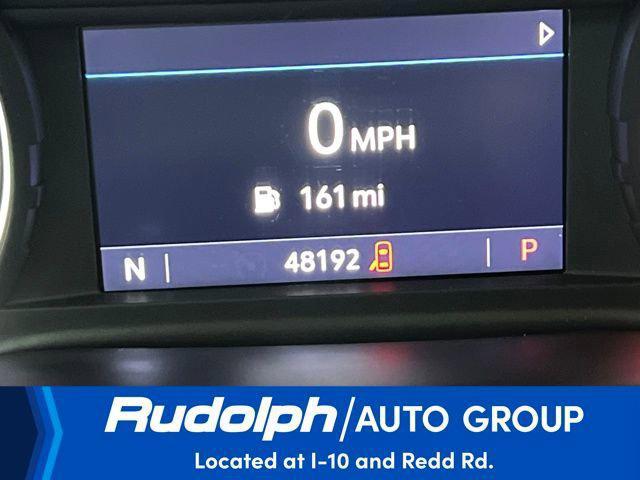 0 MPH
161 mi
N 48192 P
Rudolph/AUTO GROUP
Located at I-10 and Redd Rd.